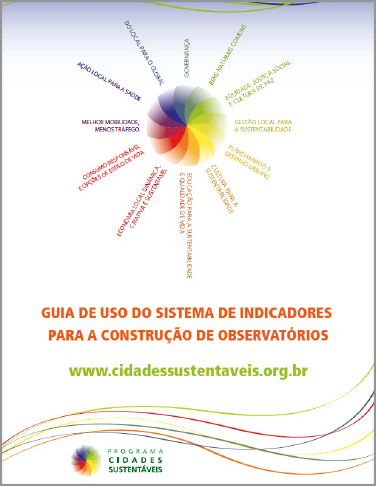 GOVERNANÇA
BENS NATURAIS COMUNS
EQUIDADE, JUSTIÇA SOCIAL
E CULTURA DE PAZ
GESTÃO LOCAL PARA
A SUSTENTABILIDADE
PLANEJAMENTO E
DESENHO URBANO
CULTURA PARA A
SUSTENTABILIDADE
EDUCAÇÃO PARA A SUSTENTABILIDADE
E QUALIDADE DE VIDA
ECONOMIA LOCAL DINÂMICA,
CRIATIVA E SUSTENTÁVEL
CONSUMO RESPONSÁVEL
E OPÇÕES DE ESTILO DE VIDA
MELHOR MOBILIDADE,
MENOS TRÁFEGO
AÇÃO LOCAL PARA A SAÚDE
DO LOCAL PARA O GLOBAL
GUIA DE USO DO SISTEMA DE INDICADORES
PARA A CONSTRUÇÃO DE OBSERVATÓRIOS
www.cidadessustentaveis.org.br
PROGRAMA
CIDADES
SUSTENTÁVEIS